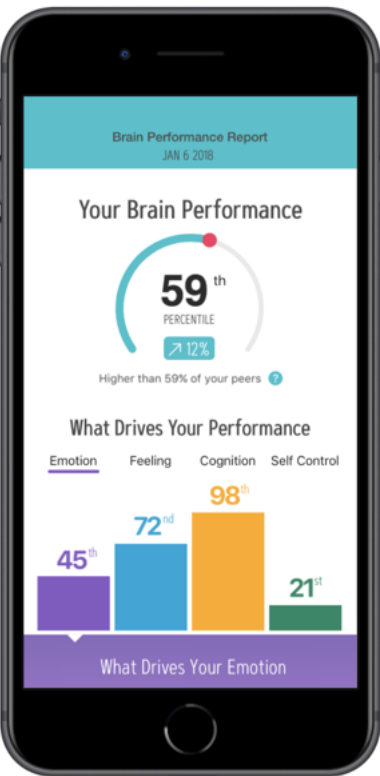 Brain Performance Report
JAN 6 2018
Your Brain Performance
59th
PERCENTILE
↗ 12%
Higher than 59% of your peers ?
What Drives Your Performance
Emotion Feeling Cognition Self Control
45th 72nd 98th 21st
What Drives Your Emotion